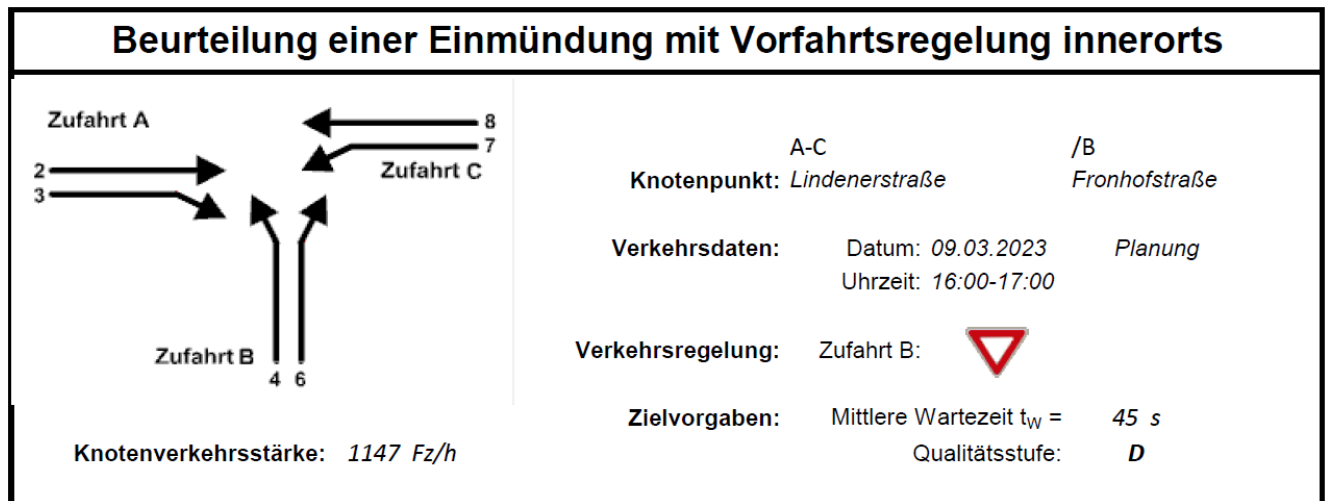 Beurteilung einer Einmündung mit Vorfahrtsregelung innerorts
Zufahrt A
8
7
Zufahrt C
2
3
Zufahrt B
4 6
Knotenverkehrsstärke: 1147 Fz/h
A-C /B
Knotenpunkt: Lindenerstraße Fronhofstraße
Verkehrsdaten: Datum: 09.03.2023 Planung
Uhrzeit: 16:00-17:00
Verkehrsregelung: Zufahrt B:
Zielvorgaben: Mittlere Wartezeit tW = 45 s
Qualitätsstufe: D